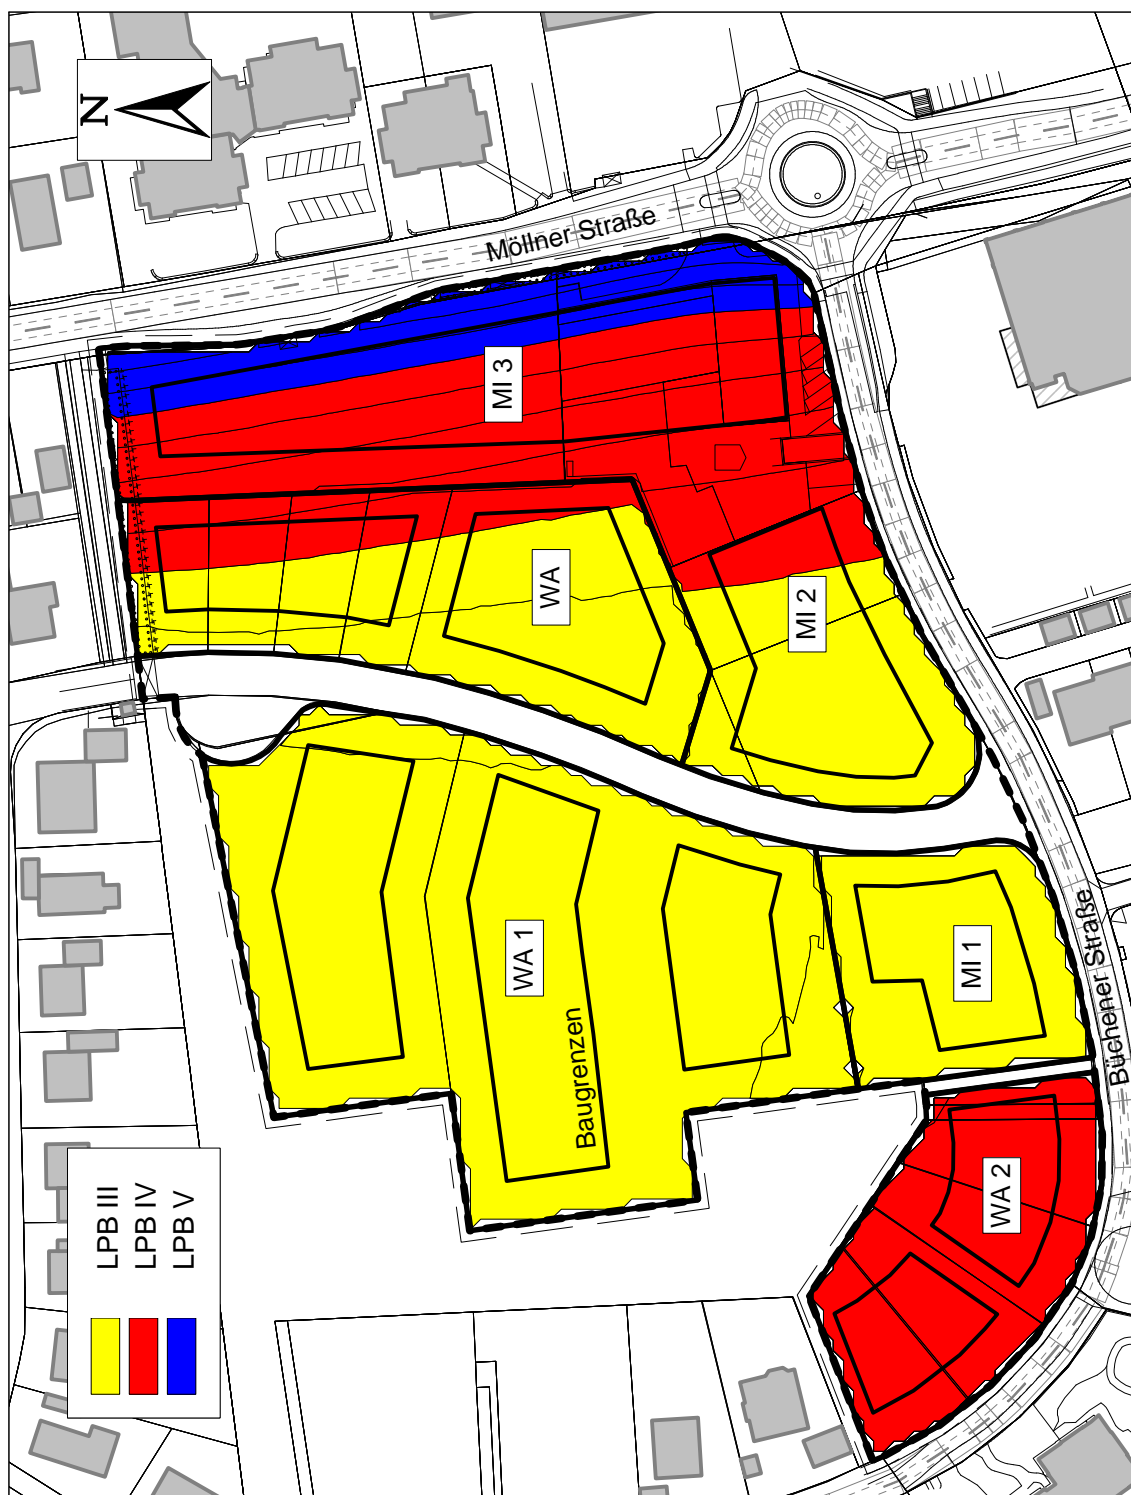 N
Möllner Straße
MI 3
WA
MI 2
WA 1
MI 1
Baugrenzen
Büchener Straße
WA 2
LPB III
LPB IV
LPB V